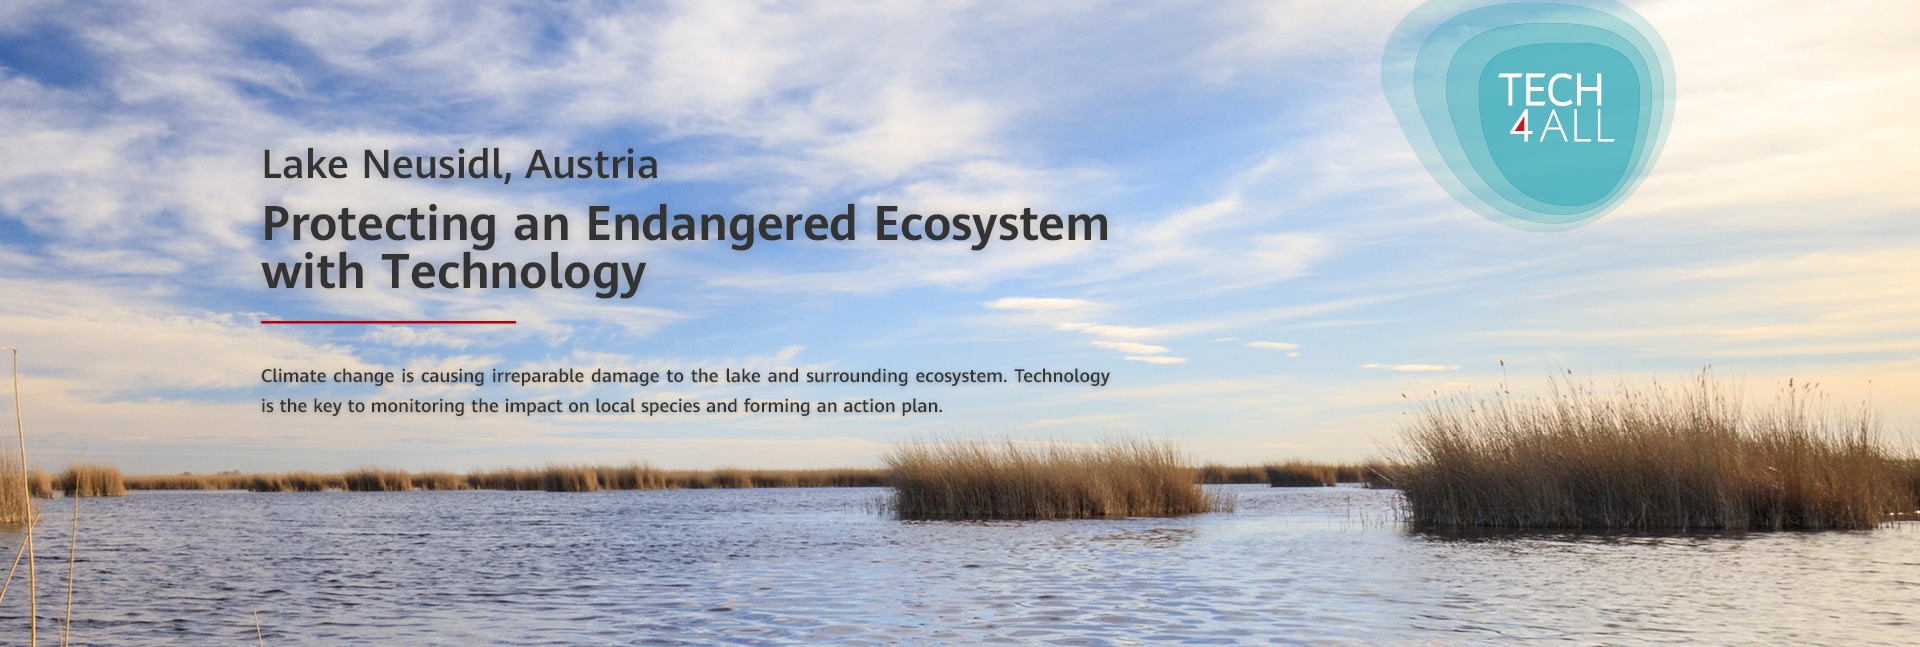 TECH
4ALL
Lake Neusidl, Austria
Protecting an Endangered Ecosystem
with Technology
Climate change is causing irreparable damage to the lake and surrounding ecosystem. Technology
is the key to monitoring the impact on local species and forming an action plan.